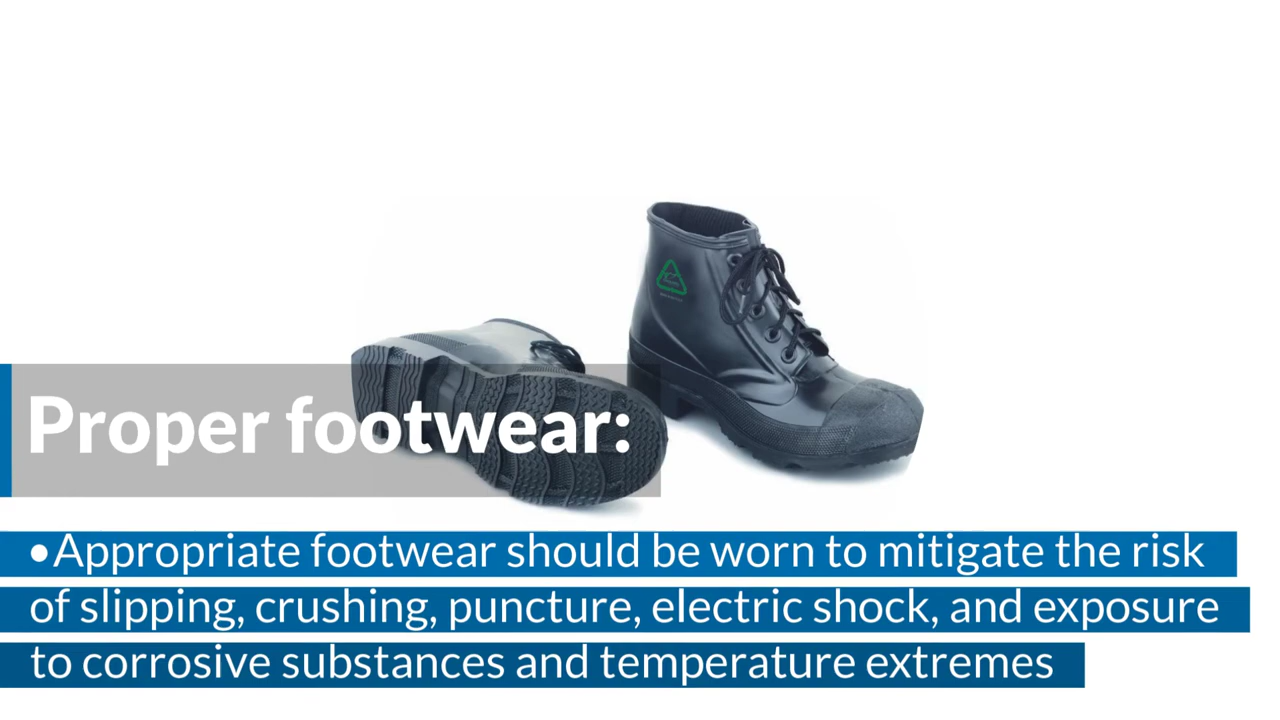 Proper footwear:
•Appropriate footwear should be worn to mitigate the risk
of slipping, crushing, puncture, electric shock, and exposure
to corrosive substances and temperature extremes